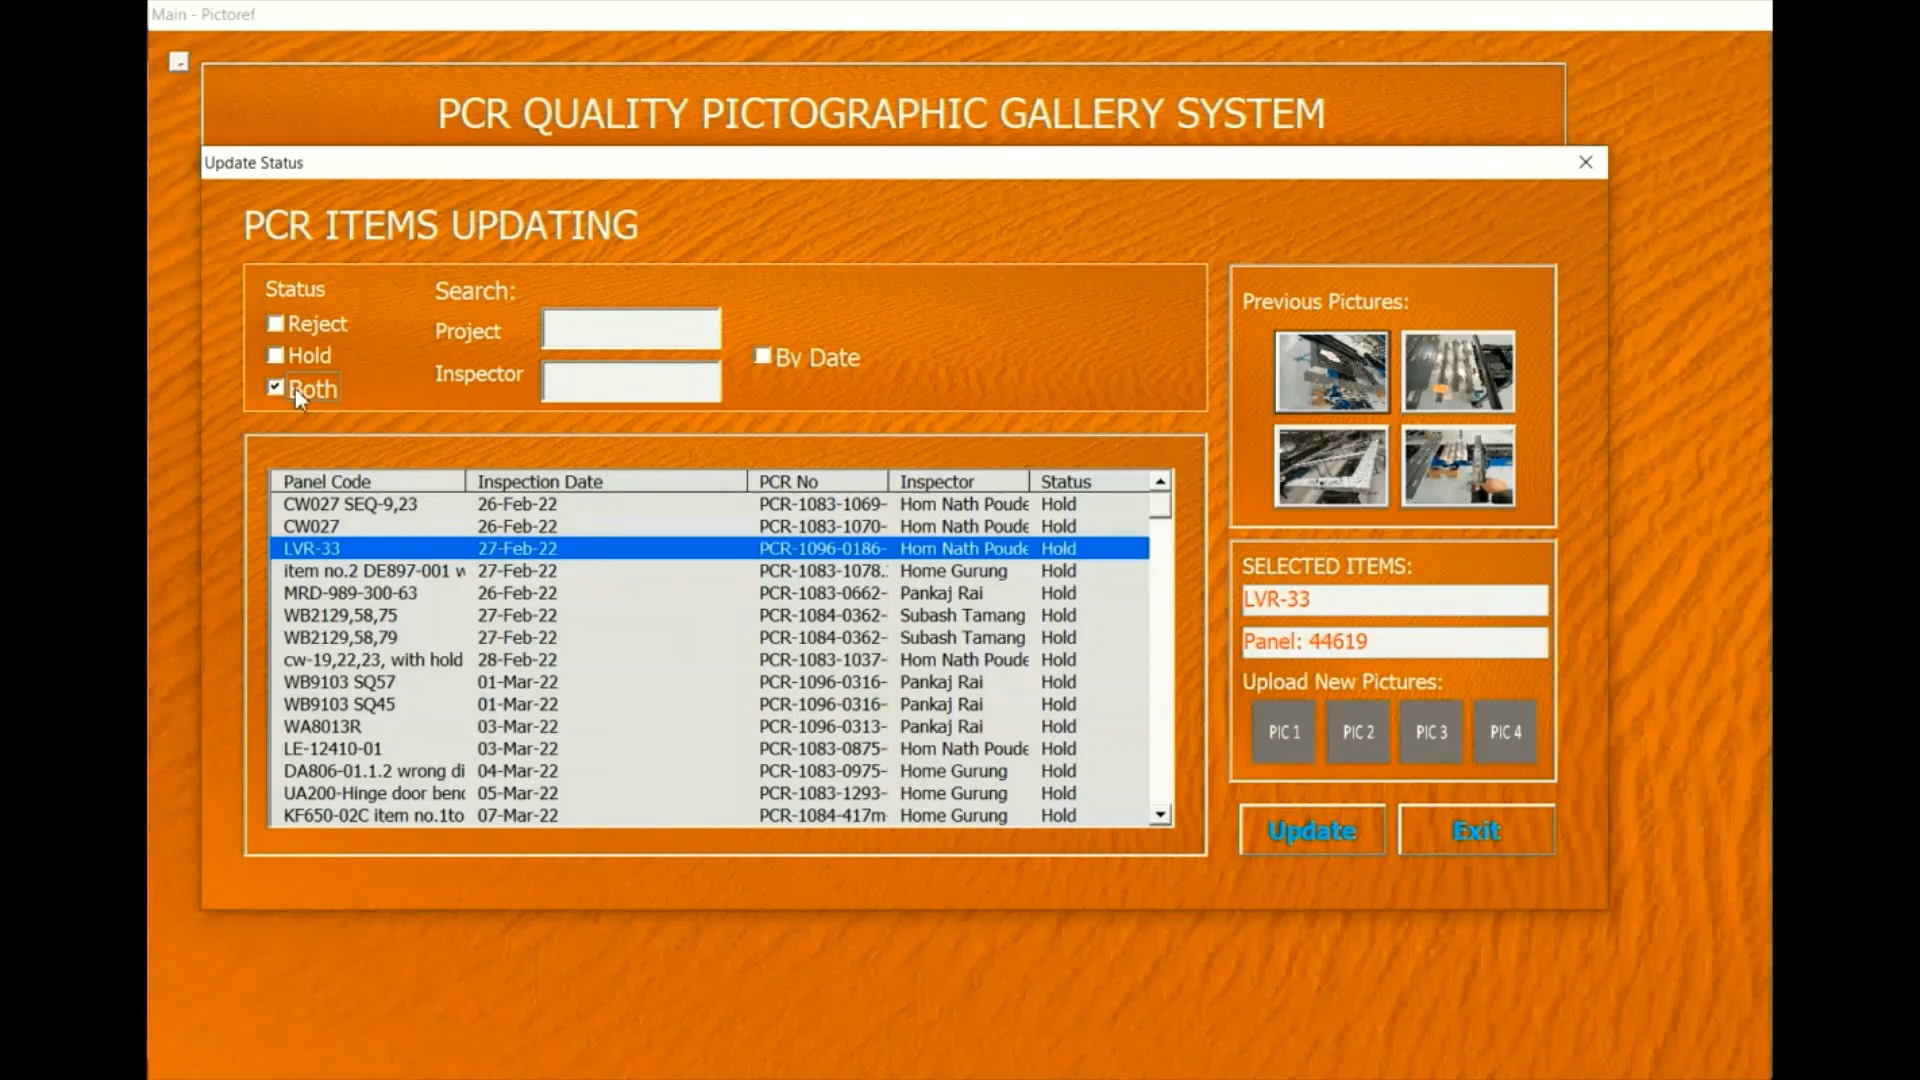 Main - Pictoref
PCR QUALITY PICTOGRAPHIC GALLERY SYSTEM
Update Status
PCR ITEMS UPDATING
Status
Reject
Hold
Both
Search:
Project
Inspector
By Date
Panel Code Inspection Date PCR No Inspector Status
CW027 SEQ-9,23 26-Feb-22 PCR-1083-1069- Hom Nath Poude Hold
CW027 26-Feb-22 PCR-1083-1070- Hom Nath Poude Hold
LVR-33 27-Feb-22 PCR-1096-0186- Hom Nath Poude Hold
item no.2 DE897-001 w 27-Feb-22 PCR-1083-1078. Home Gurung Hold
MRD-989-300-63 26-Feb-22 PCR-1083-0662- Pankaj Rai Hold
WB2129,58,75 27-Feb-22 PCR-1084-0362- Subash Tamang Hold
WB2129,58,79 27-Feb-22 PCR-1084-0362- Subash Tamang Hold
cw-19,22,23, with hold 28-Feb-22 PCR-1083-1037- Hom Nath Poude Hold
WB9103 SQ57 01-Mar-22 PCR-1096-0316- Pankaj Rai Hold
WB9103 SQ45 01-Mar-22 PCR-1096-0316- Pankaj Rai Hold
WA8013R 03-Mar-22 PCR-1096-0313- Pankaj Rai Hold
LE-12410-01 03-Mar-22 PCR-1083-0875- Hom Nath Poude Hold
DA806-01.1.2 wrong di 04-Mar-22 PCR-1083-0975- Home Gurung Hold
UA200-Hinge door benc 05-Mar-22 PCR-1083-1293- Home Gurung Hold
KF650-02C item no.1to 07-Mar-22 PCR-1084-417m Home Gurung Hold
Previous Pictures:
SELECTED ITEMS:
LVR-33
Panel: 44619
Upload New Pictures:
PIC 1 PIC 2 PIC 3 PIC 4
Update Exit